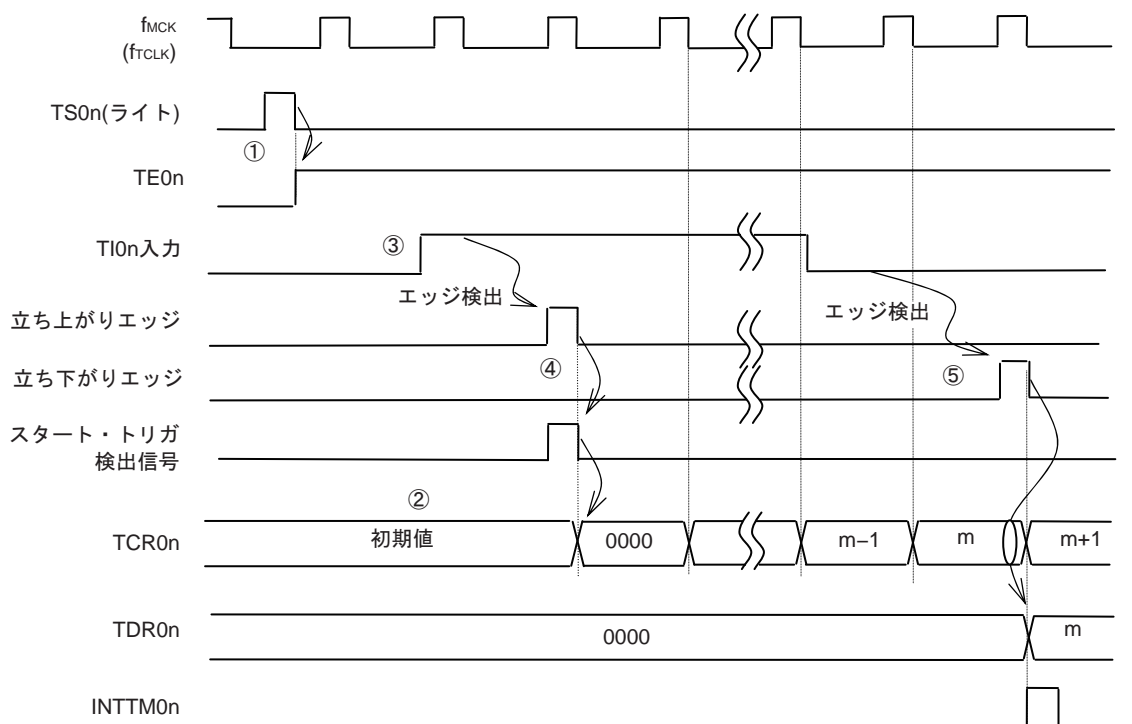 fMCK
(fTCLK)
TS0n(ライト)
①
TE0n
TI0n入力
③
エッジ検出
エッジ検出
立ち上がりエッジ
④
立ち下がりエッジ
⑤
スタート・トリガ
検出信号
②
TCR0n
初期値
0000
m−1
m
m+1
TDR0n
0000
m
INTTM0n